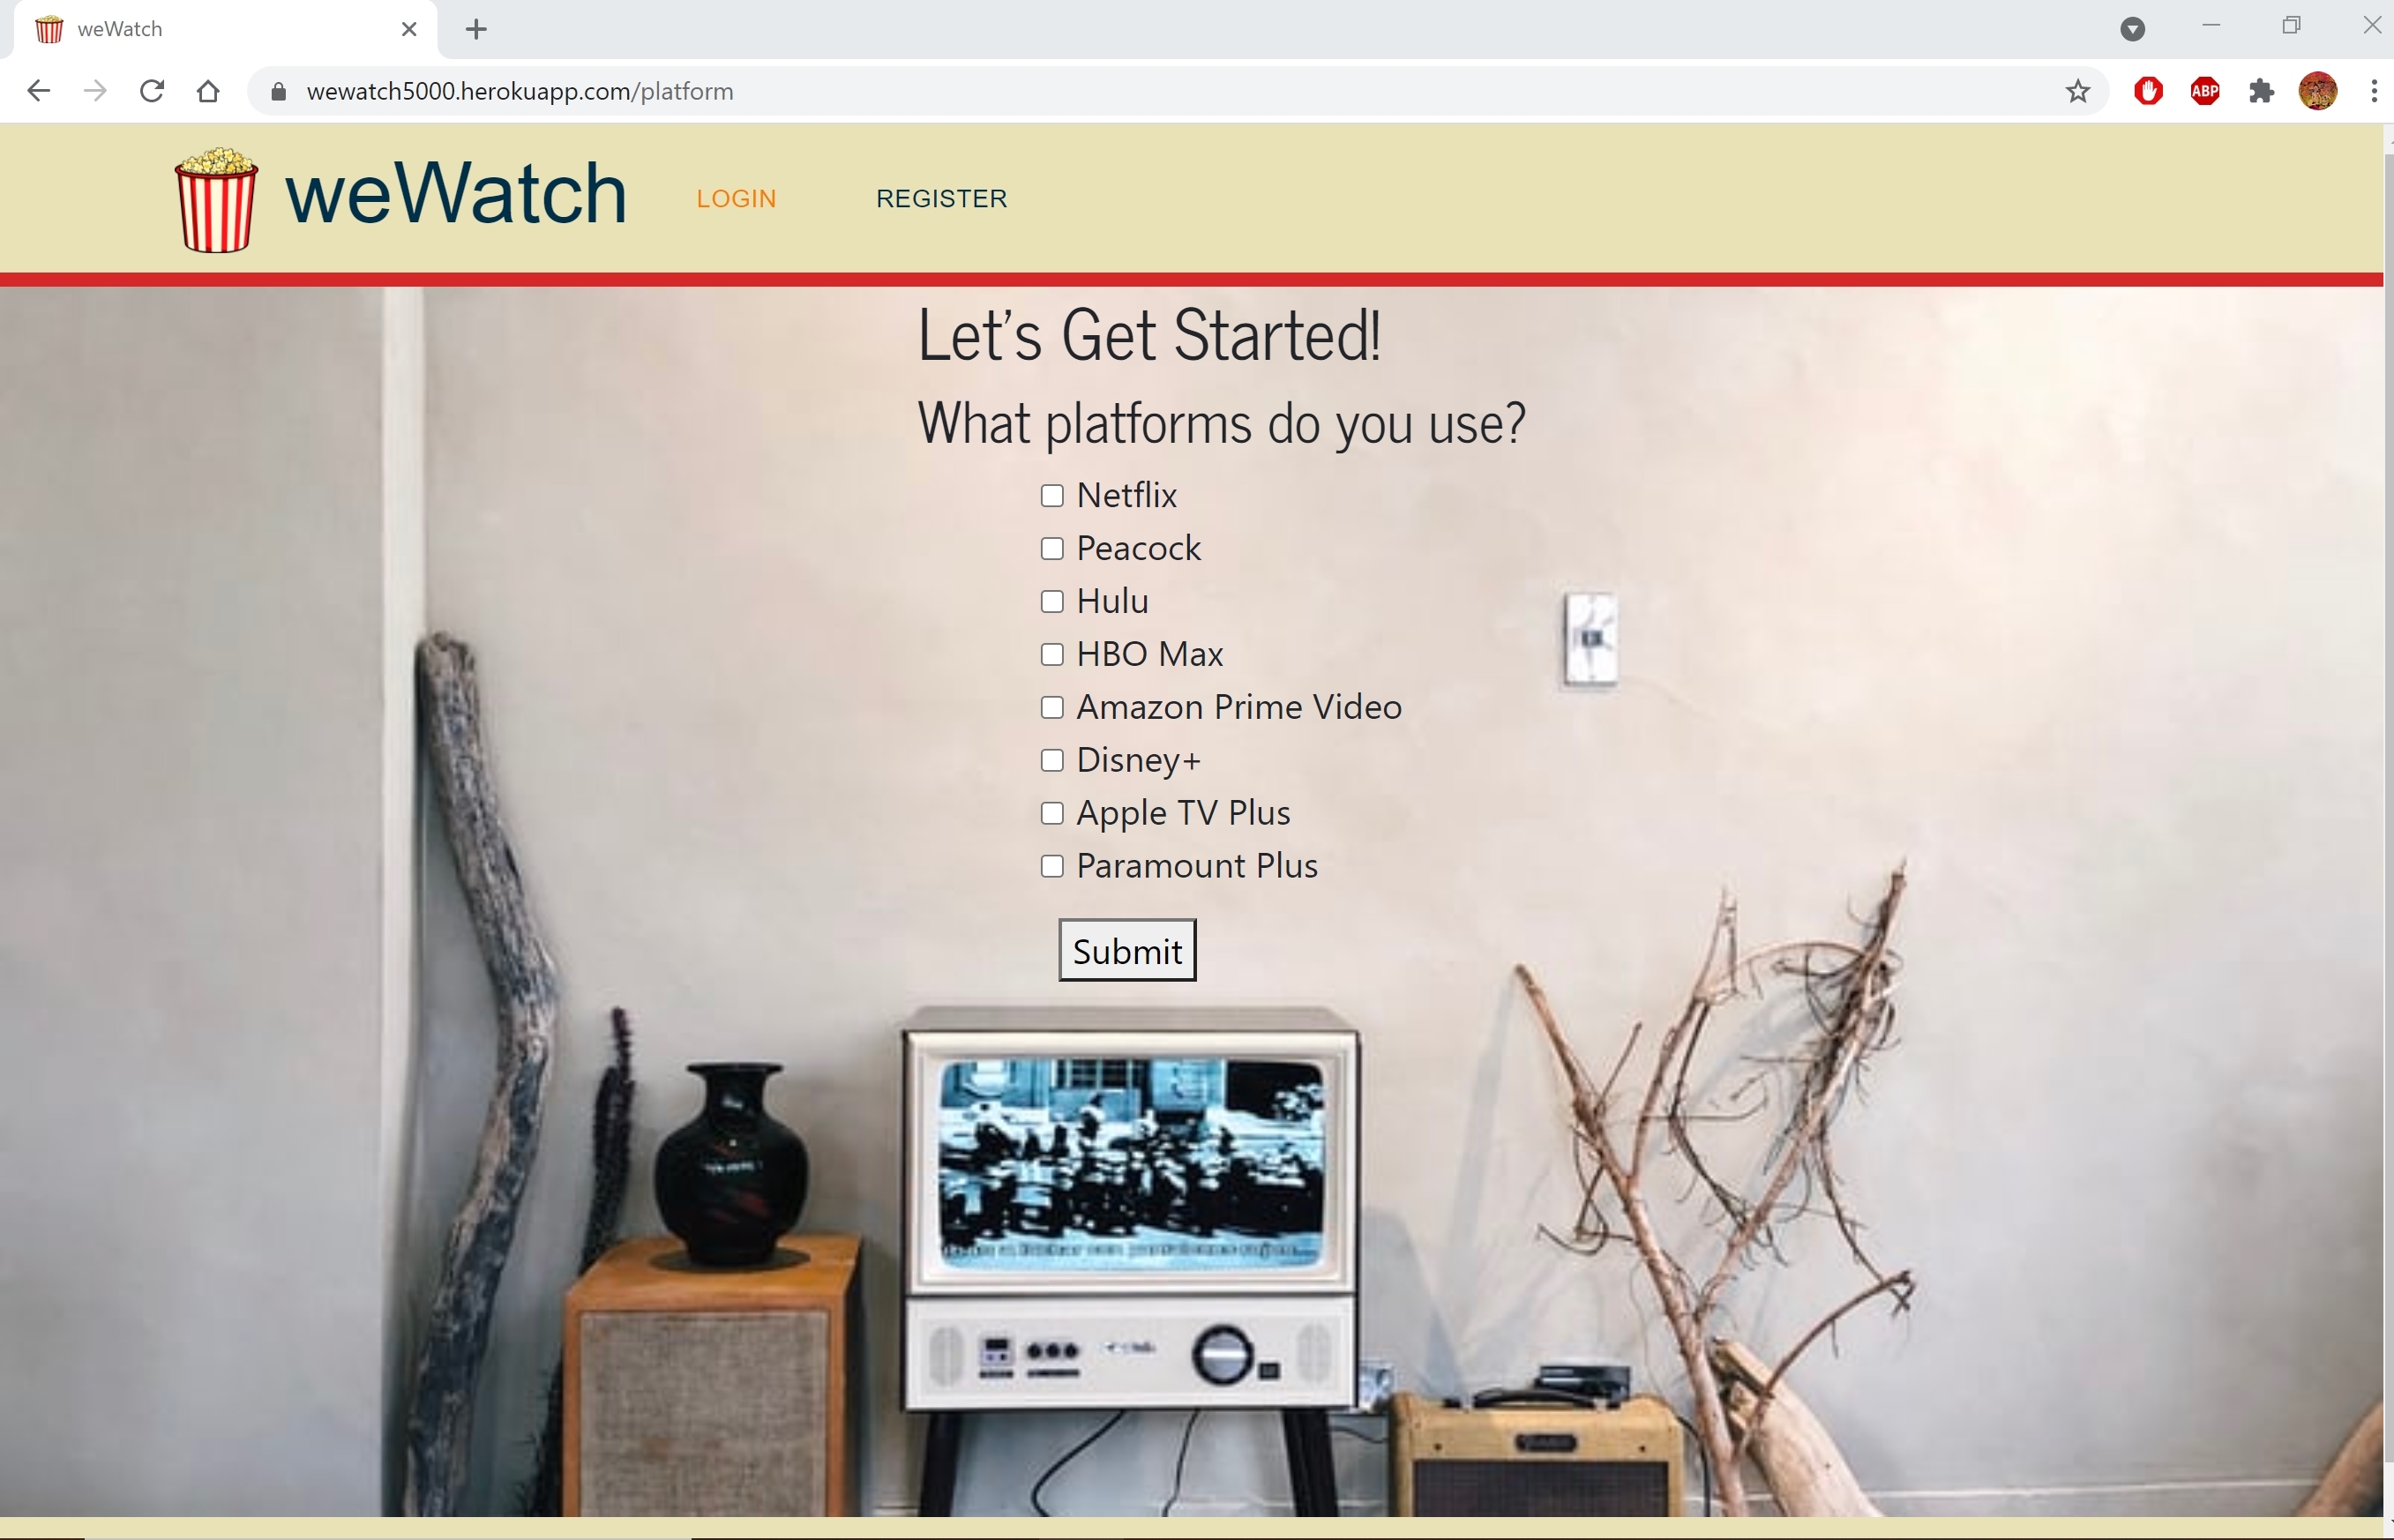 weWatch
wewatch5000.herokuapp.com/platform
ABP
weWatch LOGIN REGISTER
Let's Get Started!
What platforms do you use?
Netflix
Peacock
Hulu
HBO Max
Amazon Prime Video
Disney+
Apple TV Plus
Paramount Plus
Submit